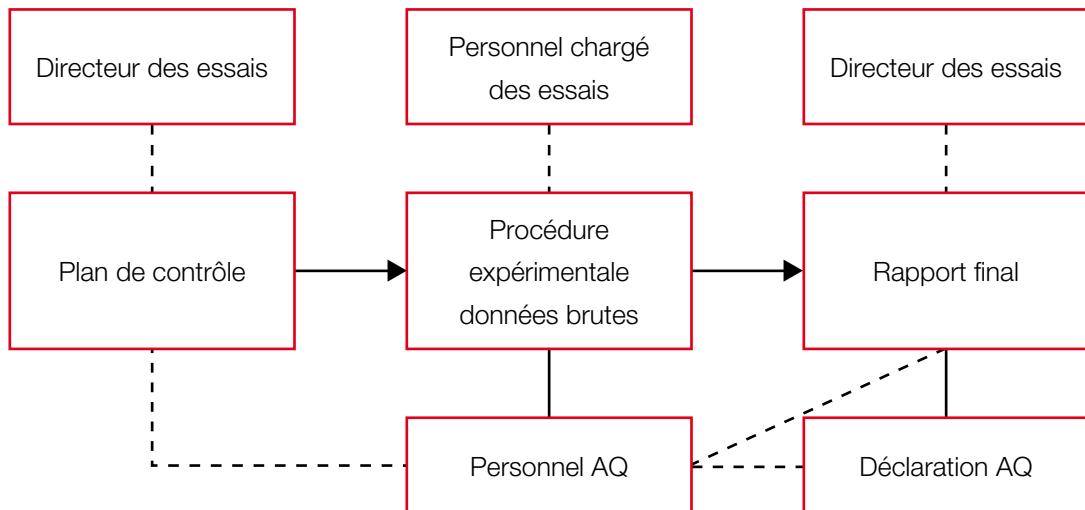 Directeur des essais
Personnel chargé
des essais
Directeur des essais
Plan de contrôle
Procédure
expérimentale
données brutes
Rapport final
Personnel AQ
Déclaration AQ